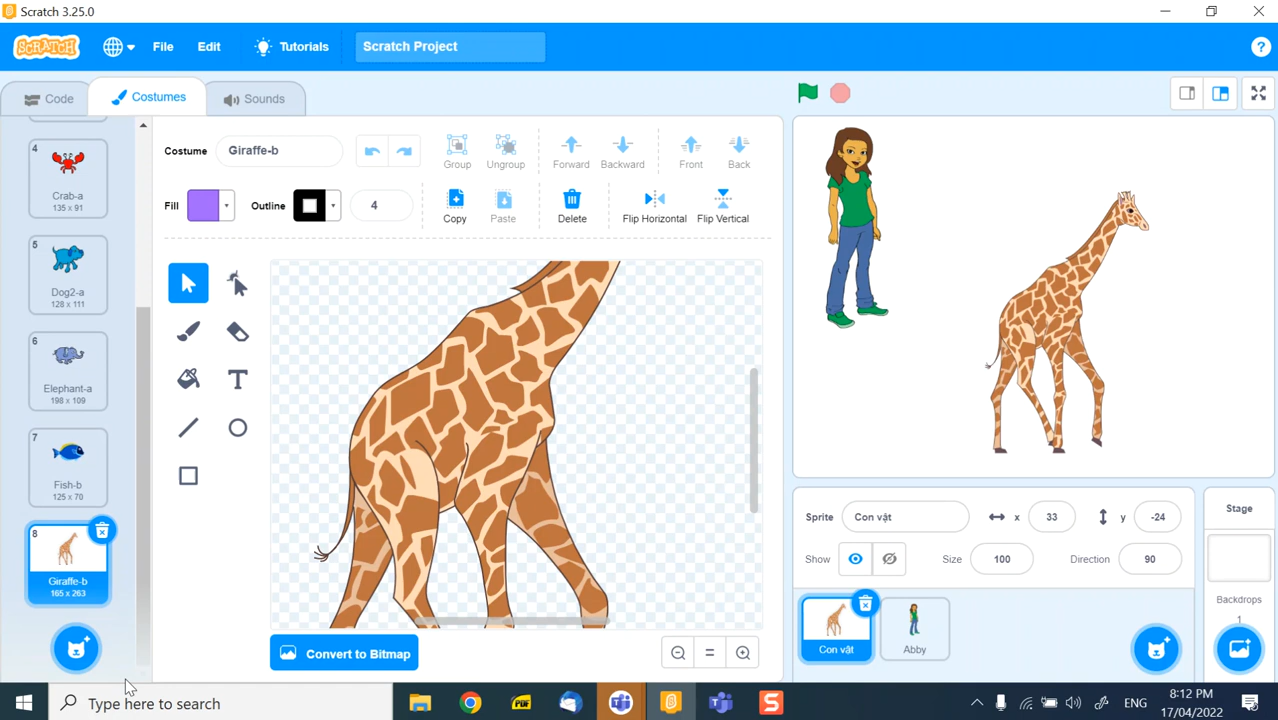 Scratch 3.25.0
SCRATCH
File
Edit
Tutorials
Scratch Project
?
Code
Costumes
Sounds
4
Crab-a
135 x 91
5
Dog2-a
128 x 111
6
Elephant-a
198 x 109
7
Fish-b
125 x 70
8
Giraffe-b
165 x 263
Costume
Giraffe-b
Group
Ungroup
Forward
Backward
Front
Back
Fill
Outline
4
Copy
Paste
Delete
Flip Horizontal
Flip Vertical
T
Convert to Bitmap
Sprite
Con vật
x
33
y
-24
Show
Size
100
Direction
90
Con vật
Abby
Stage
Backdrops
1
Type here to search
PDF
ENG
8:12 PM
17/04/2022